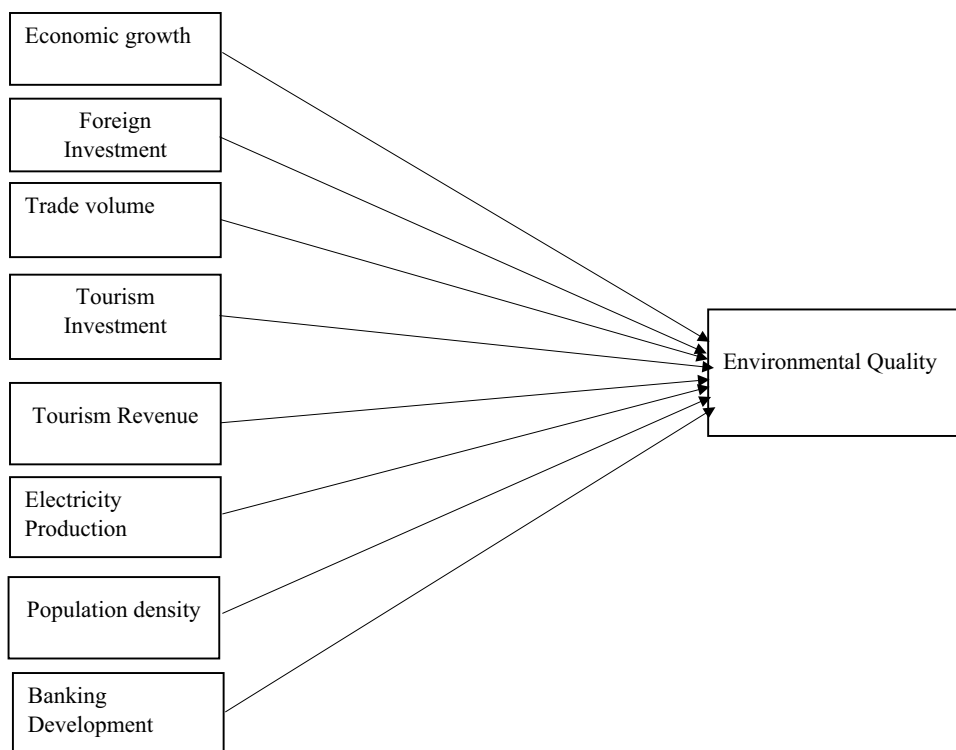 Economic growth
Foreign
Investment
Trade volume
Tourism
Investment
Environmental Quality
Tourism Revenue
Electricity
Production
Population density
Banking
Development